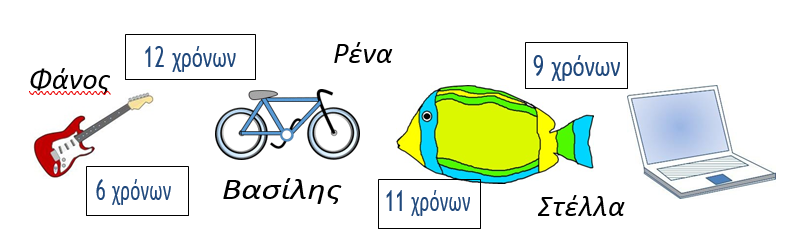 Φάνος
12 χρόνων
Ρένα
9 χρόνων
6 χρόνων
Βασίλης
11 χρόνων
Στέλλα